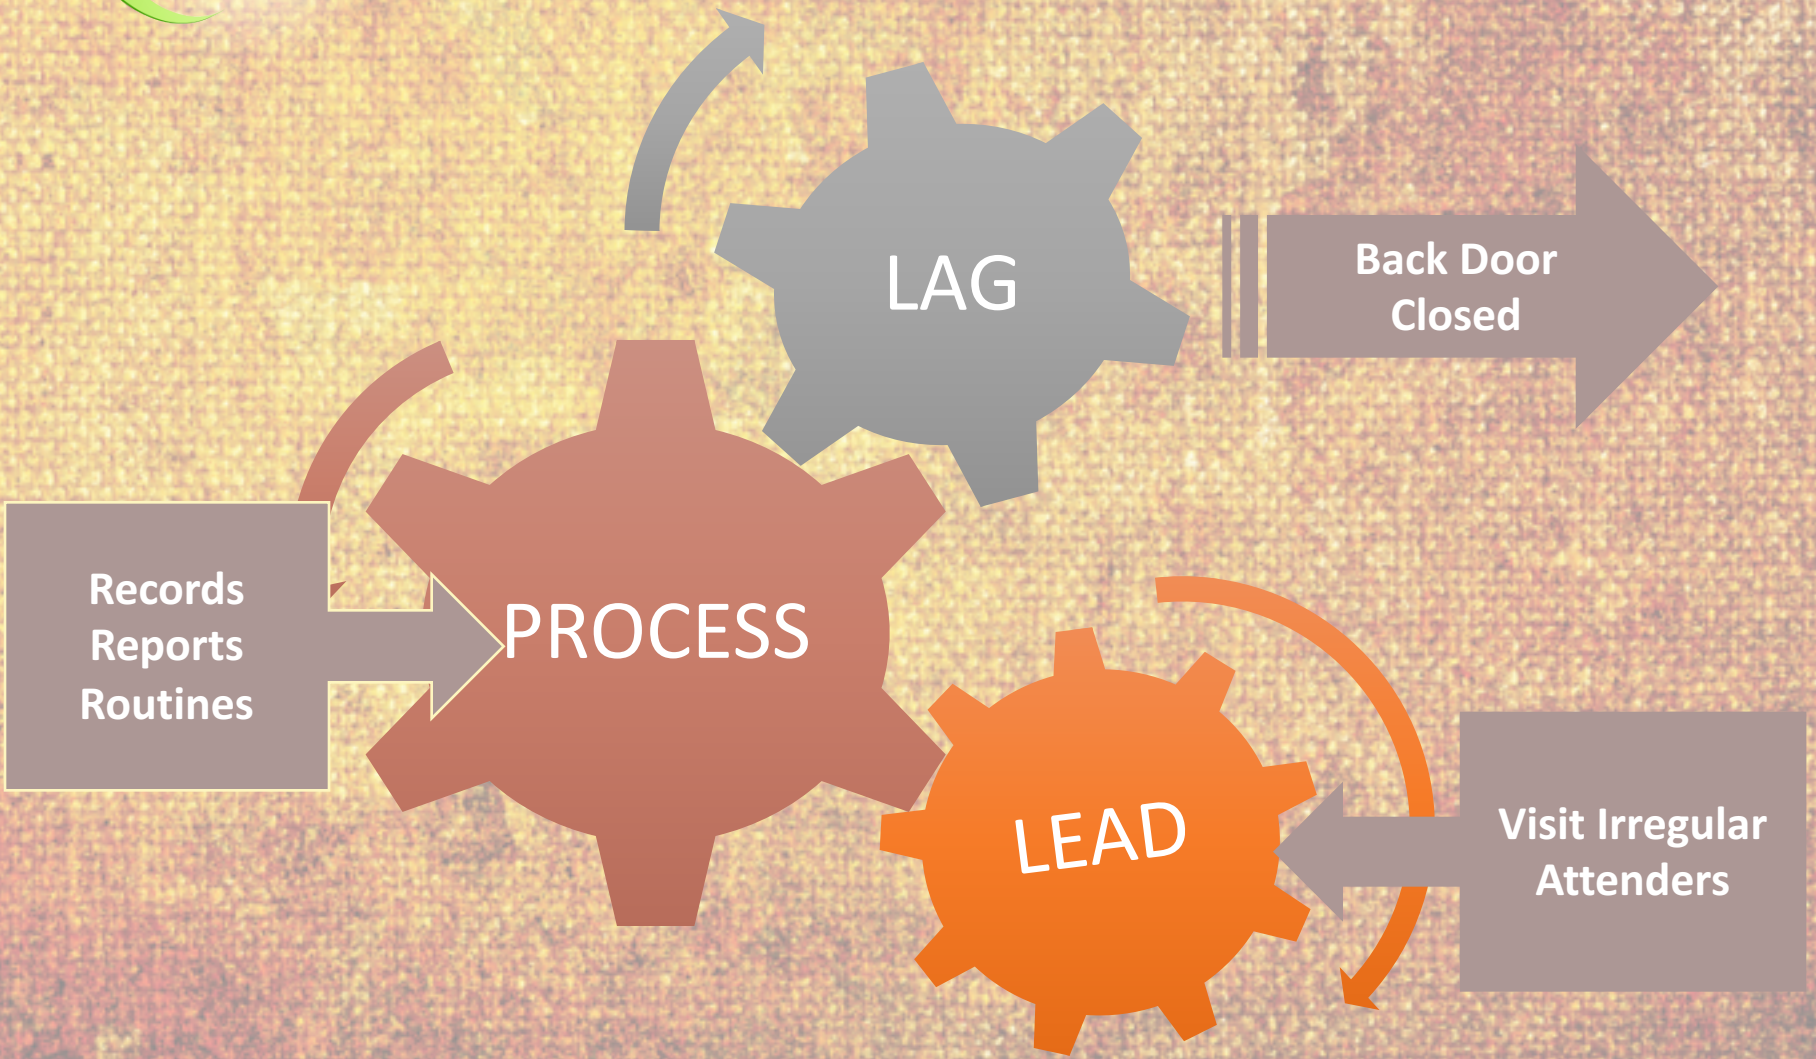 LAG
Back Door
Closed
Records
Reports
Routines
PROCESS
LEAD
Visit Irregular
Attenders